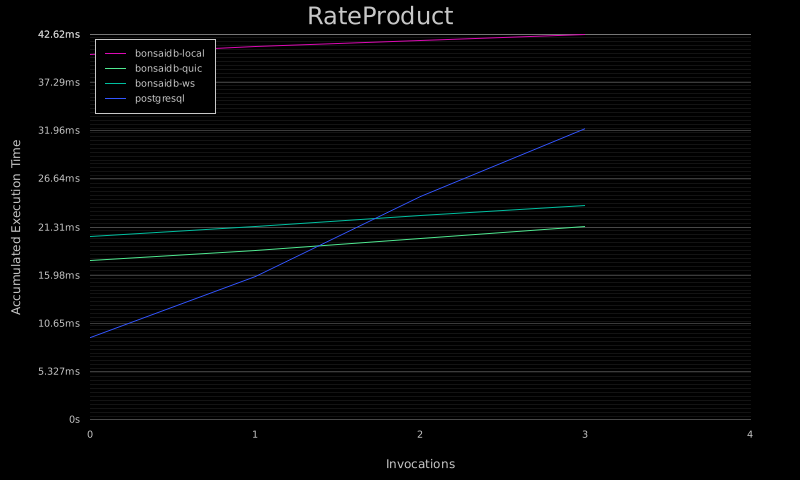 RateProduct
42.62ms
37.29ms
31.96ms
26.64ms
21.31ms
15.98ms
10.65ms
5.327ms
0s
bonsaidb-local
bonsaidb-quic
bonsaidb-ws
postgresql
Accumulated Execution Time
0 1 2 3 4
Invocations